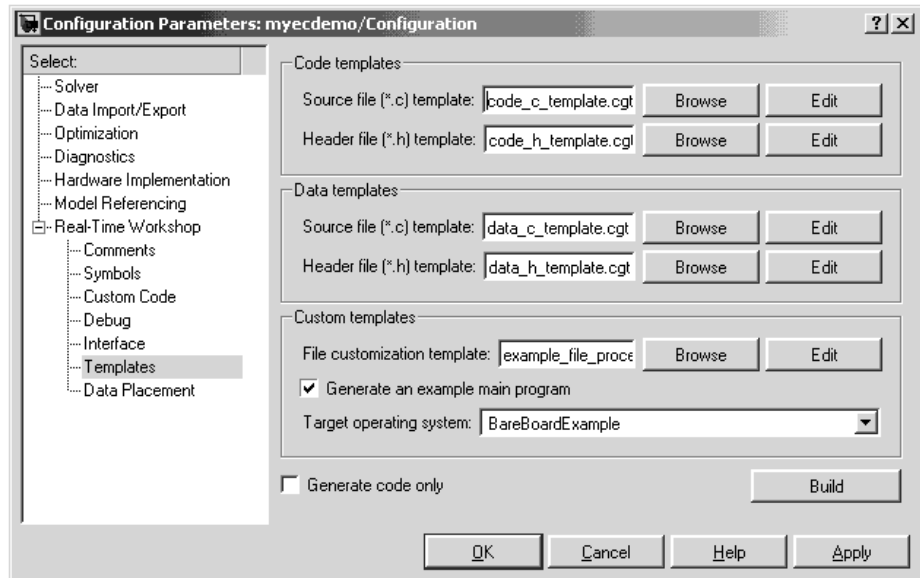 Configuration Parameters: myecdemo/Configuration
Select:
Solver
Data Import/Export
Optimization
Diagnostics
Hardware Implementation
Model Referencing
Real-Time Workshop
Comments
Symbols
Custom Code
Debug
Interface
Templates
Data Placement
Code templates
Source file (*.c) template: code_c_template.cgt Browse Edit
Header file (*.h) template: code_h_template.cgt Browse Edit
Data templates
Source file (*.c) template: data_c_template.cgt Browse Edit
Header file (*.h) template: data_h_template.cgt Browse Edit
Custom templates
File customization template: example_file_proce Browse Edit
Generate an example main program
Target operating system: BareBoardExample
Generate code only Build
OK Cancel Help Apply